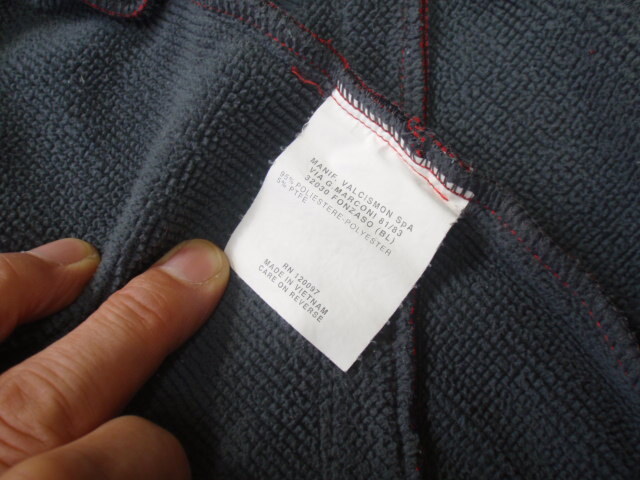 MANIF. VALCISMON SpA
VIA G. MARCONI 81/83
32030 FONZASO (BL)
95% POLIESTERE-POLYESTER
5% PTFE
RN 120097
MADE IN VIETNAM
CARE ON REVERSE